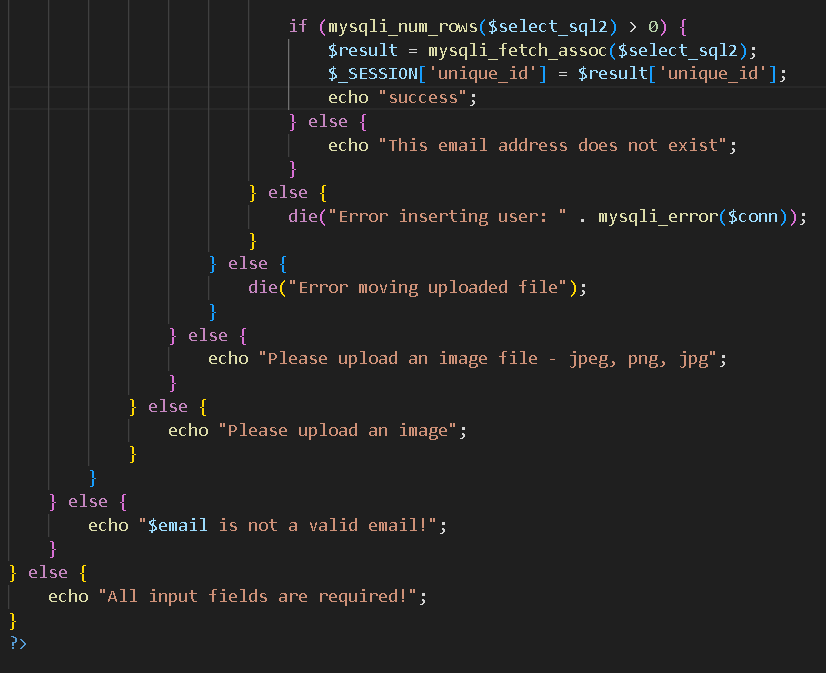 if (mysqli_num_rows($select_sql2) > 0) {
$result = mysqli_fetch_assoc($select_sql2);
$_SESSION['unique_id'] = $result['unique_id'];
echo "success";
} else {
echo "This email address does not exist";
}
} else {
die("Error inserting user: " . mysqli_error($conn));
}
} else {
die("Error moving uploaded file");
}
} else {
echo "Please upload an image file - jpeg, png, jpg";
}
} else {
echo "Please upload an image";
}
}
} else {
echo "$email is not a valid email!";
}
} else {
echo "All input fields are required!";
}
?>